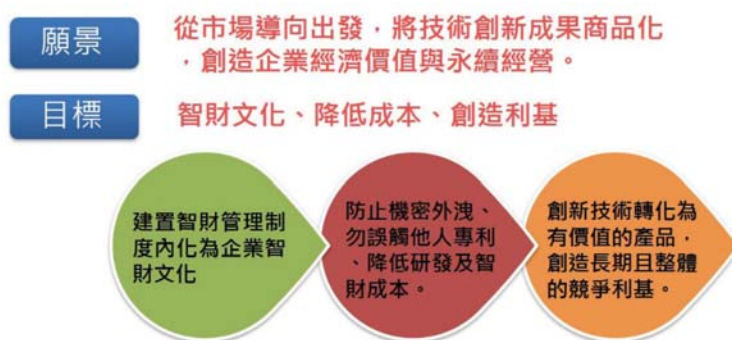 願景
從市場導向出發，將技術創新成果商品化
，創造企業經濟價值與永續經營。
目標
智財文化、降低成本、創造利基
建置智財管理制
度內化為企業智
財文化
防止機密外洩、
勿誤觸他人專利
、降低研發及智
財成本。
創新技術轉化為
有價值的產品，
創造長期且整體
的競爭利基。